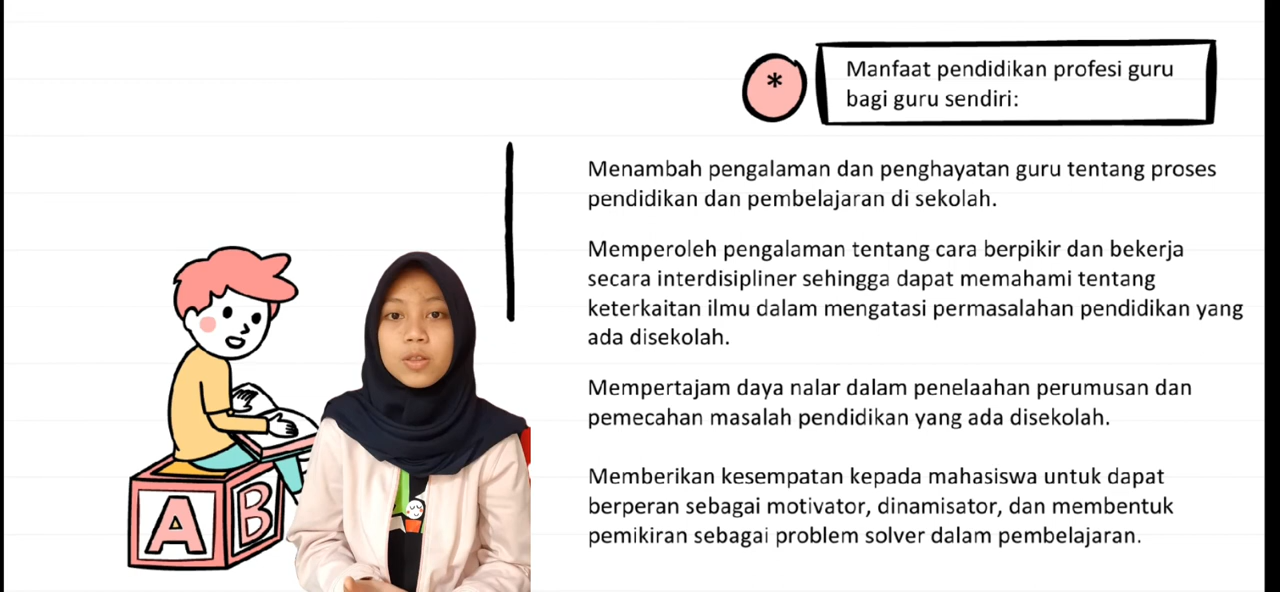 *
Manfaat pendidikan profesi guru
bagi guru sendiri:
Menambah pengalaman dan penghayatan guru tentang proses
pendidikan dan pembelajaran di sekolah.
Memperoleh pengalaman tentang cara berpikir dan bekerja
secara interdisipliner sehingga dapat memahami tentang
keterkaitan ilmu dalam mengatasi permasalahan pendidikan yang
ada disekolah.
Mempertajam daya nalar dalam penelaahan perumusan dan
pemecahan masalah pendidikan yang ada disekolah.
Memberikan kesempatan kepada mahasiswa untuk dapat
berperan sebagai motivator, dinamisator, dan membentuk
pemikiran sebagai problem solver dalam pembelajaran.
A B